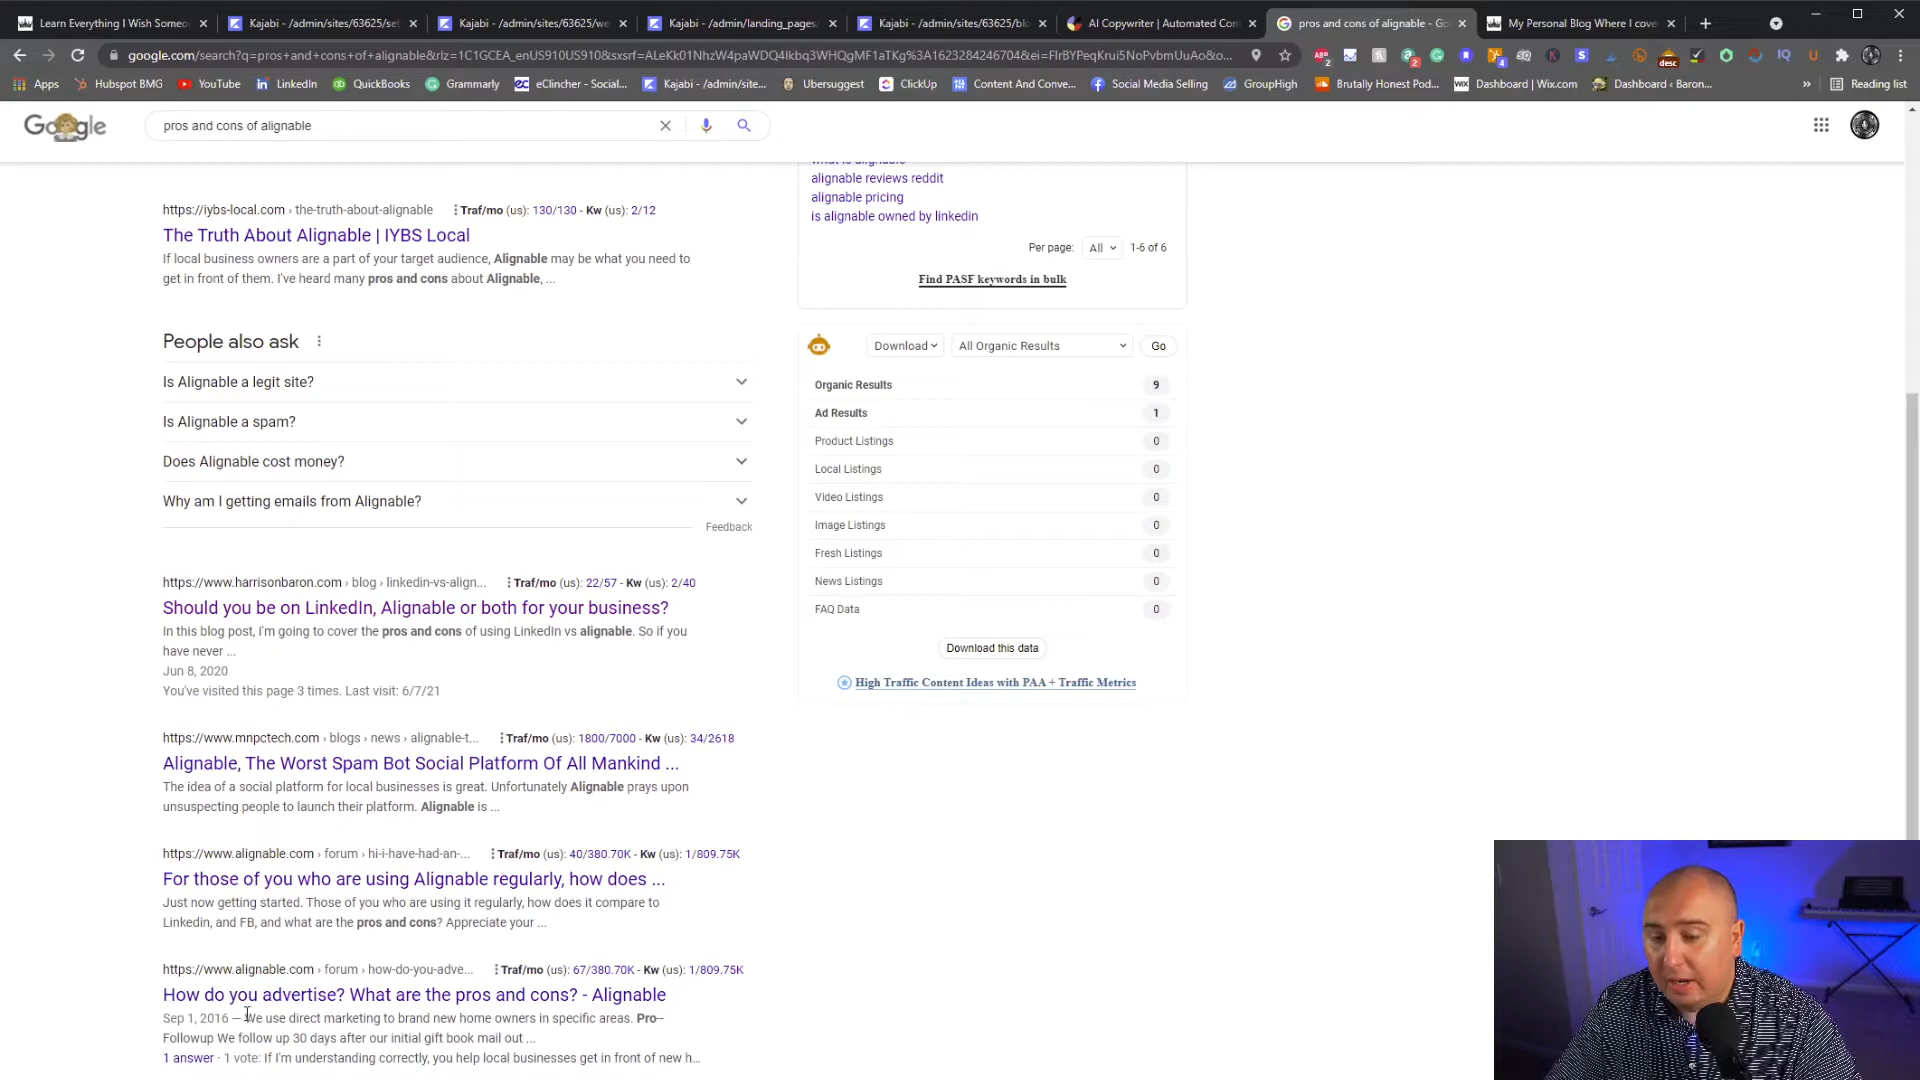 Learn Everything I Wish Someo
Kajabi - /admin/sites/63625/set
Kajabi - /admin/sites/63625/we
Kajabi - /admin/landing_pages/
Kajabi - /admin/sites/63625/blo
AI Copywriter | Automated Con
pros and cons of alignable - Go
My Personal Blog Where I cove
google.com/search?q=pros+and+cons+of+alignable&rlz=1C1GCEA_enUS910US910&sxsrf=ALeKk01NhzW4paWDQ4lkbq3WHQgMF1aTKg%3A1623284246704&ei=FlrBYPeqKrui5NoPvbmUuAo&o...
Apps
Hubspot BMG
YouTube
LinkedIn
QuickBooks
Grammarly
eClincher - Social...
Kajabi - /admin/site...
Ubersuggest
ClickUp
Content And Conve...
Social Media Selling
GroupHigh
Brutally Honest Pod...
Dashboard | Wix.com
Dashboard ‹ Baron...
»
Reading list
Google
pros and cons of alignable
what is alignable
alignable reviews reddit
alignable pricing
is alignable owned by linkedin
Per page: All 1-6 of 6
Find PASF keywords in bulk
https://iybs-local.com › the-truth-about-alignable Traf/mo (us): 130/130 - Kw (us): 2/12
The Truth About Alignable | IYBS Local
If local business owners are a part of your target audience, Alignable may be what you need to
get in front of them. I've heard many pros and cons about Alignable, ...
People also ask
Is Alignable a legit site?
Is Alignable a spam?
Does Alignable cost money?
Why am I getting emails from Alignable?
Feedback
Download All Organic Results Go
Organic Results 9
Ad Results 1
Product Listings 0
Local Listings 0
Video Listings 0
Image Listings 0
Fresh Listings 0
News Listings 0
FAQ Data 0
Download this data
High Traffic Content Ideas with PAA + Traffic Metrics
https://www.harrisonbaron.com › blog › linkedin-vs-align... Traf/mo (us): 22/57 - Kw (us): 2/40
Should you be on LinkedIn, Alignable or both for your business?
In this blog post, I'm going to cover the pros and cons of using LinkedIn vs alignable. So if you
have never ...
Jun 8, 2020
You've visited this page 3 times. Last visit: 6/7/21
https://www.mnpctech.com › blogs › news › alignable-t... Traf/mo (us): 1800/7000 - Kw (us): 34/2618
Alignable, The Worst Spam Bot Social Platform Of All Mankind ...
The idea of a social platform for local businesses is great. Unfortunately Alignable prays upon
unsuspecting people to launch their platform. Alignable is ...
https://www.alignable.com › forum › hi-i-have-had-an-... Traf/mo (us): 40/380.70K - Kw (us): 1/809.75K
For those of you who are using Alignable regularly, how does ...
Just now getting started. Those of you who are using it regularly, how does it compare to
Linkedin, and FB, and what are the pros and cons? Appreciate your ...
https://www.alignable.com › forum › how-do-you-adve... Traf/mo (us): 67/380.70K - Kw (us): 1/809.75K
How do you advertise? What are the pros and cons? - Alignable
Sep 1, 2016 — We use direct marketing to brand new home owners in specific areas. Pro--
Followup We follow up 30 days after our initial gift book mail out ...
1 answer · 1 vote: If I'm understanding correctly, you help local businesses get in front of new h...